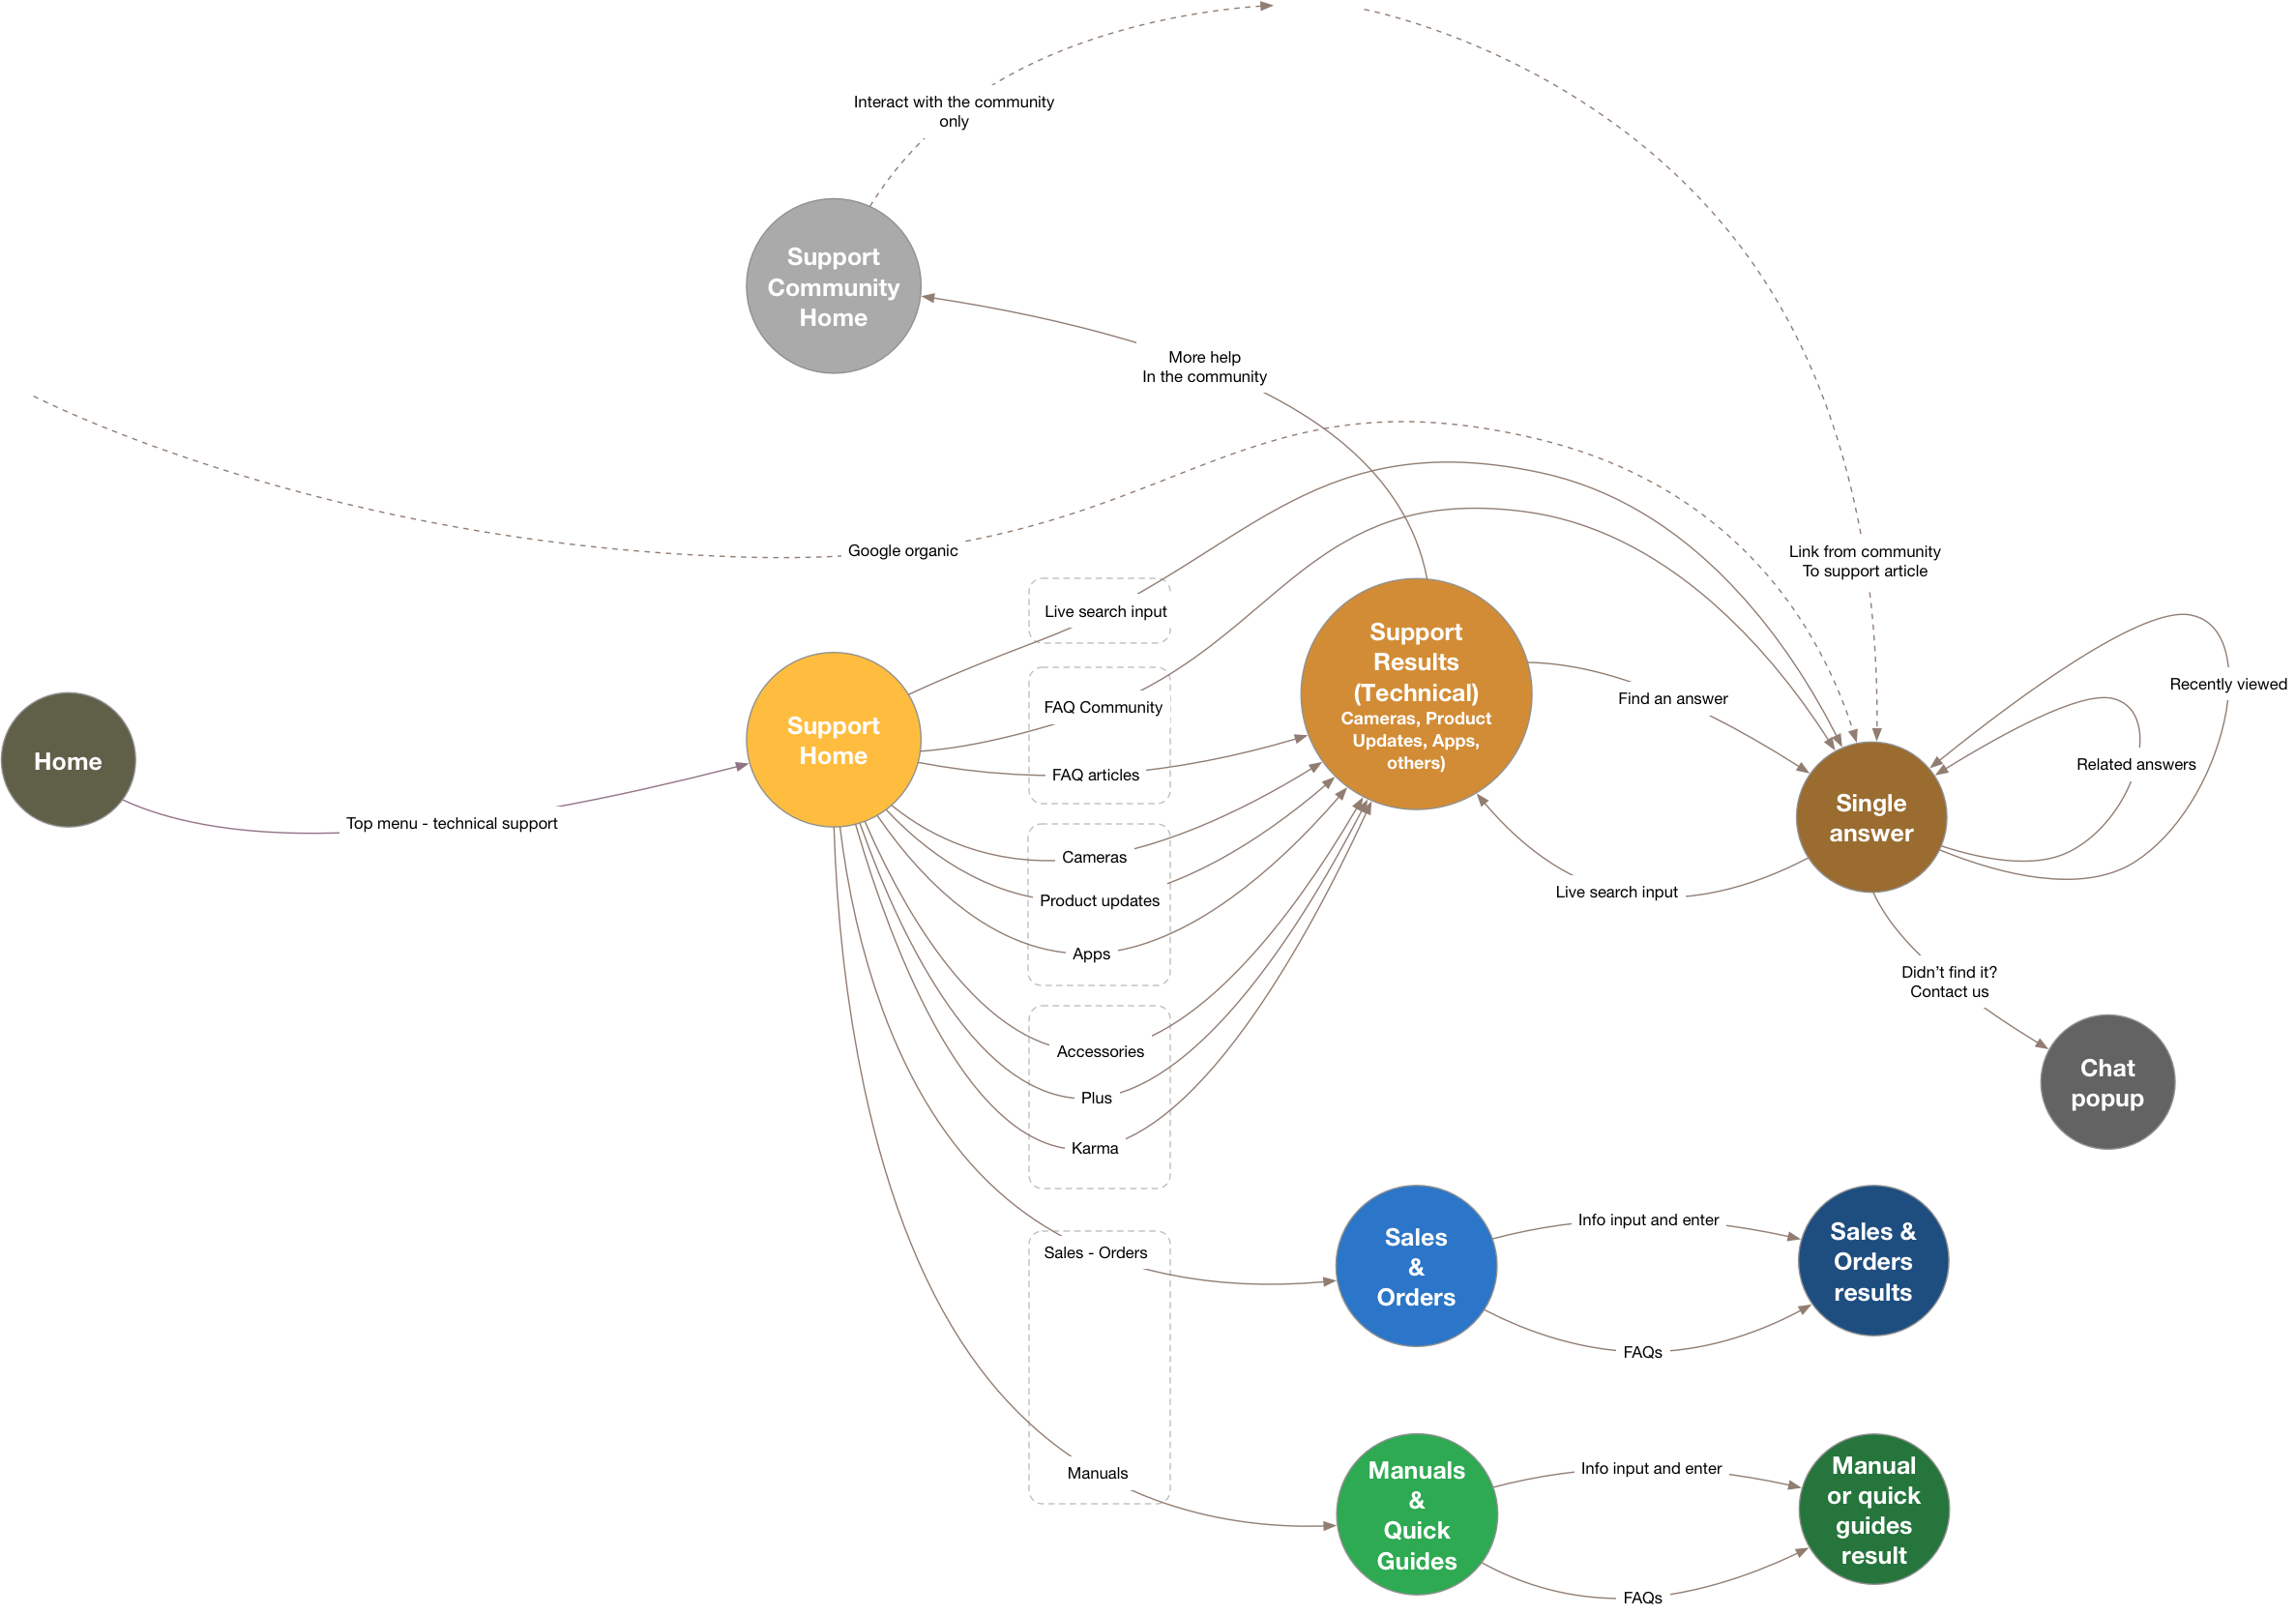 Interact with the community
only
Support
Community
Home
More help
In the community
Google organic
Link from community
To support article
Live search input
FAQ Community
FAQ articles
Support
Results
(Technical)
Cameras, Product
Updates, Apps,
others)
Find an answer
Recently viewed
Related answers
Home
Top menu - technical support
Support
Home
Single
answer
Cameras
Product updates
Apps
Live search input
Didn’t find it?
Contact us
Accessories
Plus
Karma
Chat
popup
Sales - Orders
Sales
&
Orders
Info input and enter
FAQs
Sales &
Orders
results
Manuals
Manuals
&
Quick
Guides
Info input and enter
FAQs
Manual
or quick
guides
result